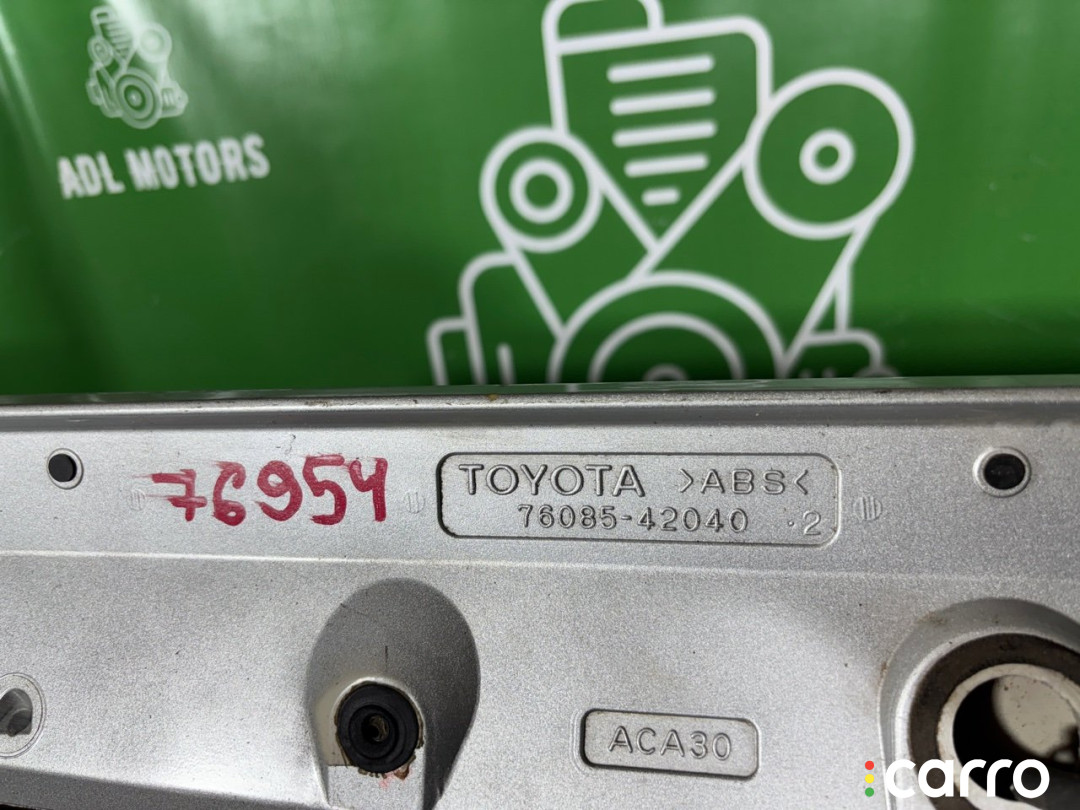 ADL MOTORS
76954
TOYOTA >ABS<
76085-42040 ·2
ACA30
carro